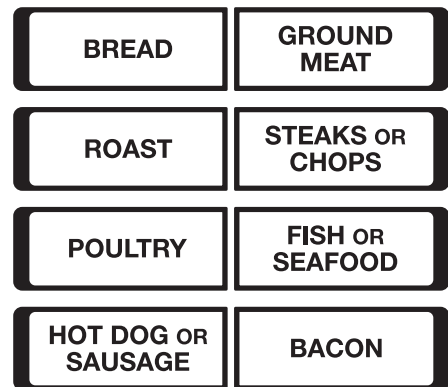 BREAD
GROUND
MEAT
ROAST
STEAKS OR
CHOPS
POULTRY
FISH OR
SEAFOOD
HOT DOG OR
SAUSAGE
BACON